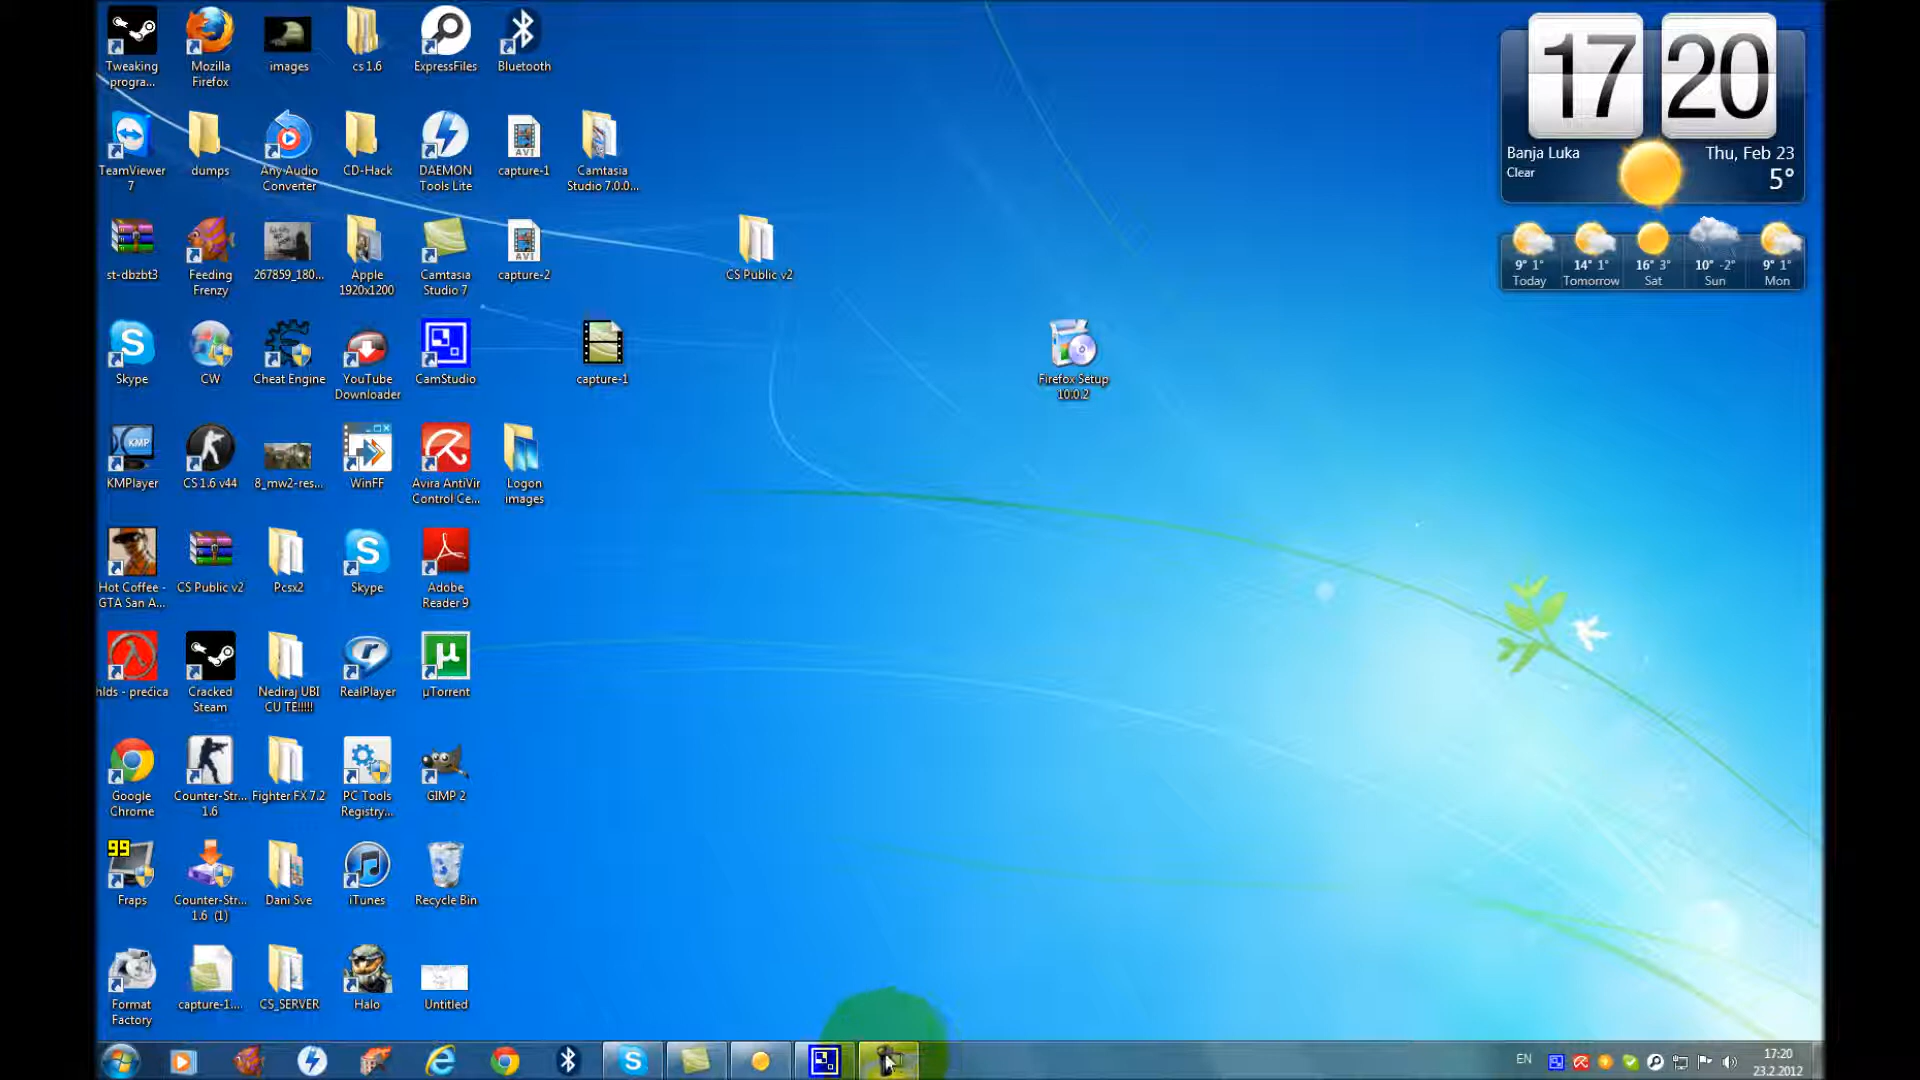 Tweaking
progra...
Mozilla
Firefox
images
cs 1.6
ExpressFiles
Bluetooth
TeamViewer
7
dumps
Any Audio
Converter
CD-Hack
DAEMON
Tools Lite
capture-1
Camtasia
Studio 7.0.0...
st-dbzbt3
Feeding
Frenzy
267859_180...
Apple
1920x1200
Camtasia
Studio 7
capture-2
CS Public v2
Skype
CW
Cheat Engine
YouTube
Downloader
CamStudio
capture-1
Firefox Setup
10.0.2
KMP
KMPlayer
CS 1.6 v44
8_mw2-res...
WinFF
Avira AntiVir
Control Ce...
Logon
images
Hot Coffee -
GTA San A...
CS Public v2
Pcsx2
Skype
Adobe
Reader 9
hlds - prečica
Cracked
Steam
Nediraj UBI
CU TE!!!!!
RealPlayer
µTorrent
Google
Chrome
Counter-Str...
1.6
Fighter FX 7.2
PC Tools
Registry...
GIMP 2
99
Fraps
Counter-Str...
1.6 (1)
Dani Sve
iTunes
Recycle Bin
Format
Factory
capture-1....
CS_SERVER
Halo
Untitled
17 20
Banja Luka
Clear
Thu, Feb 23
5°
9° 1°
Today
14° 1°
Tomorrow
16° 3°
Sat
10° -2°
Sun
9° 1°
Mon
EN
17:20
23.2.2012